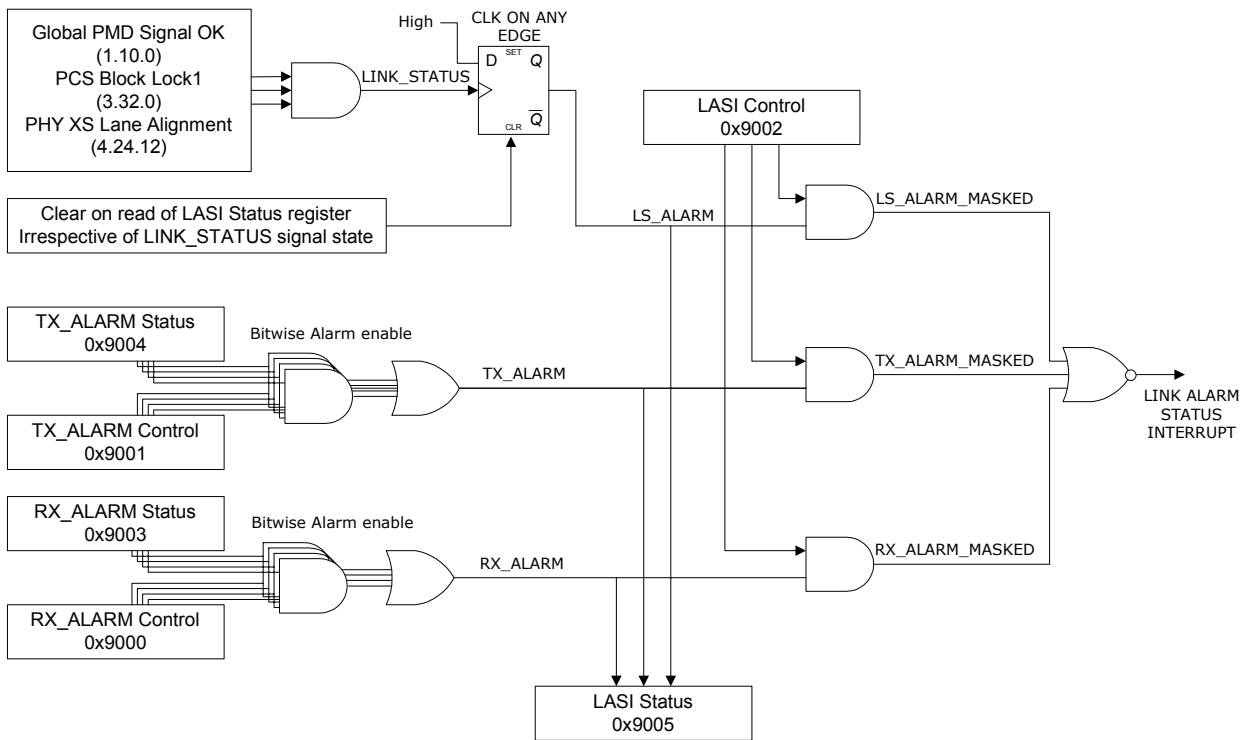 Global PMD Signal OK
(1.10.0)
PCS Block Lock1
(3.32.0)
PHY XS Lane Alignment
(4.24.12)
LINK_STATUS
High
CLK ON ANY
EDGE
D
SET
Q
Q
CLR
Clear on read of LASI Status register
Irrespective of LINK_STATUS signal state
LASI Control
0x9002
LS_ALARM
LS_ALARM_MASKED
TX_ALARM Status
0x9004
Bitwise Alarm enable
TX_ALARM
TX_ALARM_MASKED
TX_ALARM Control
0x9001
LINK ALARM
STATUS
INTERRUPT
RX_ALARM Status
0x9003
Bitwise Alarm enable
RX_ALARM
RX_ALARM_MASKED
RX_ALARM Control
0x9000
LASI Status
0x9005